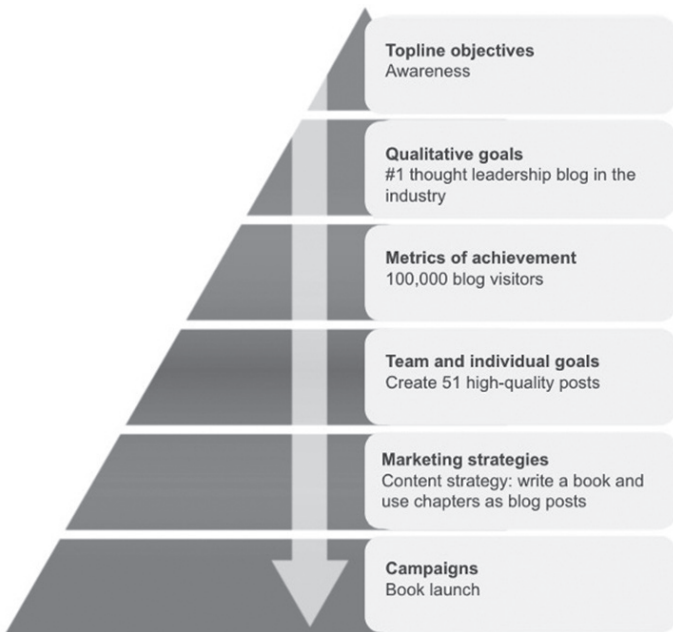 Topline objectives
Awareness
Qualitative goals
#1 thought leadership blog in the
industry
Metrics of achievement
100,000 blog visitors
Team and individual goals
Create 51 high-quality posts
Marketing strategies
Content strategy: write a book and
use chapters as blog posts
Campaigns
Book launch